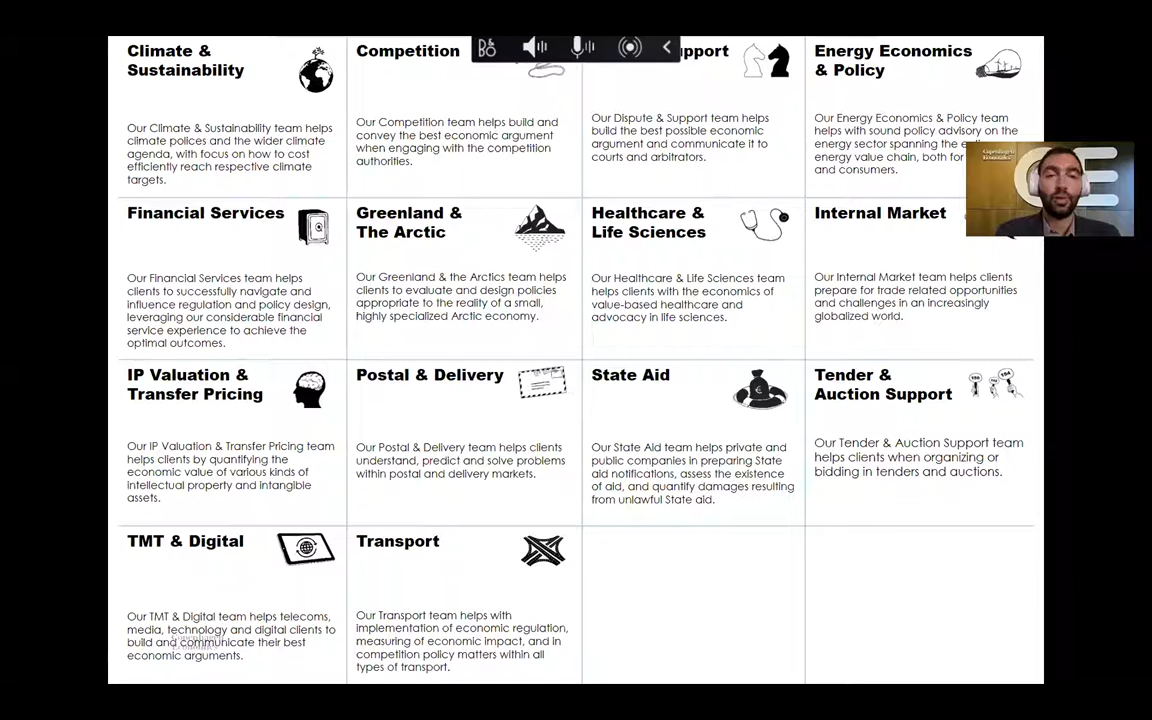 Climate &
Sustainability
Our Climate & Sustainability team helps
climate polices and the wider climate
agenda, with focus on how to cost
efficiently reach respective climate
targets.
Competition
Our Competition team helps build and
convey the best economic argument
when engaging with the competition
authorities.
pport
Our Dispute & Support team helps
build the best possible economic
argument and communicate it to
courts and arbitrators.
Energy Economics
& Policy
Our Energy Economics & Policy team
helps with sound policy advisory on the
energy sector spanning the
energy value chain, both for
and consumers.
Copenhagen
Economics
CE
Financial Services
Our Financial Services team helps
clients to successfully navigate and
influence regulation and policy design,
leveraging our considerable financial
service experience to achieve the
optimal outcomes.
Greenland &
The Arctic
Our Greenland & the Arctics team helps
clients to evaluate and design policies
appropriate to the reality of a small,
highly specialized Arctic economy.
Healthcare &
Life Sciences
Our Healthcare & Life Sciences team
helps clients with the economics of
value-based healthcare and
advocacy in life sciences.
Internal Market
Our Internal Market team helps clients
prepare for trade related opportunities
and challenges in an increasingly
globalized world.
IP Valuation &
Transfer Pricing
Our IP Valuation & Transfer Pricing team
helps clients by quantifying the
economic value of various kinds of
intellectual property and intangible
assets.
Postal & Delivery
Our Postal & Delivery team helps clients
understand, predict and solve problems
within postal and delivery markets.
State Aid
€
Our State Aid team helps private and
public companies in preparing State
aid notifications, assess the existence
of aid, and quantify damages resulting
from unlawful State aid.
Tender &
Auction Support
Our Tender & Auction Support team
helps clients when organizing or
bidding in tenders and auctions.
TMT & Digital
Our TMT & Digital team helps telecoms,
media, technology and digital clients to
build and communicate their best
economic arguments.
Copenhagen
Economics
Transport
Our Transport team helps with
implementation of economic regulation,
measuring of economic impact, and in
competition policy matters within all
types of transport.